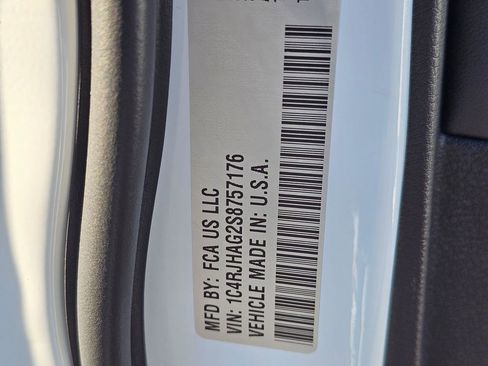 MFD BY: FCA US LLC
VIN: 1C4RJHAG2S8757176
VEHICLE MADE IN: U.S.A.